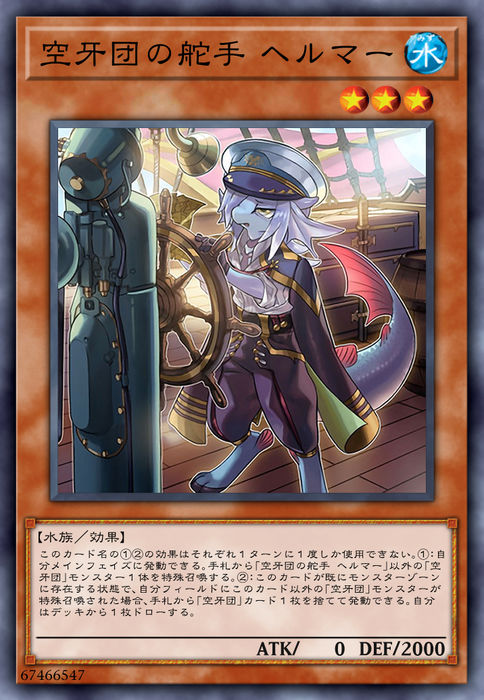 空牙団の舵手 ヘルマー
みず
水
【水族／効果】
このカード名の①②の効果はそれぞれ１ターンに１度しか使用できない。①：自
分メインフェイズに発動できる。手札から「空牙団の舵手 ヘルマー」以外の「空
牙団」モンスター１体を特殊召喚する。②：このカードが既にモンスターゾーン
に存在する状態で、自分フィールドにこのカード以外の「空牙団」モンスターが
特殊召喚された場合、手札から「空牙団」カード１枚を捨てて発動できる。自分
はデッキから１枚ドローする。
ATK/ 0 DEF/2000
67466547